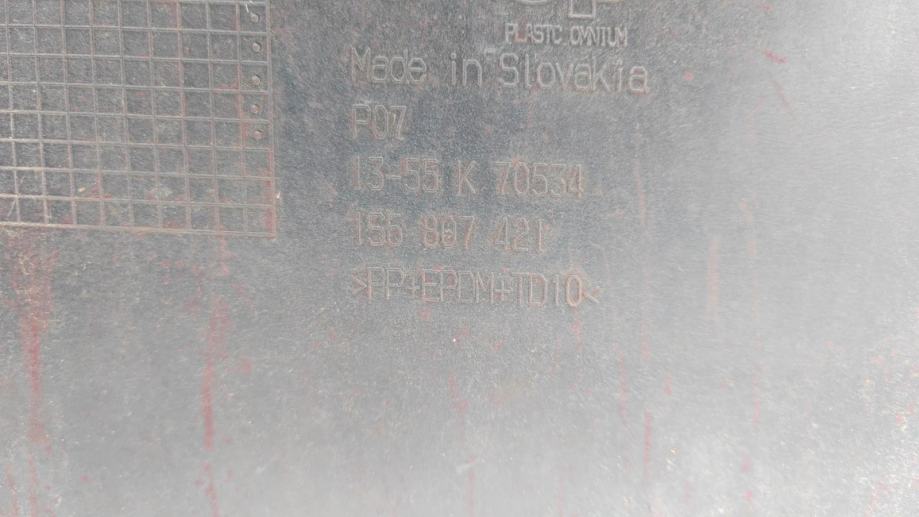 PLASTIC OMNIUM
Made in Slovakia
P07
13-55 K 70534
1S6 807 421
>PP+EPDM+TD10<